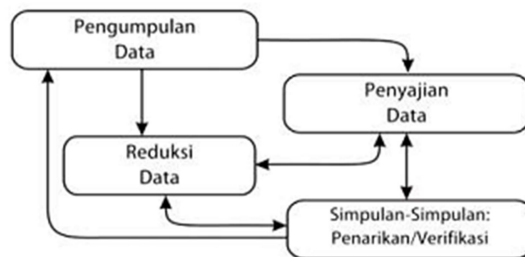 Pengumpulan
Data
Penyajian
Data
Reduksi
Data
Simpulan-Simpulan:
Penarikan/Verifikasi